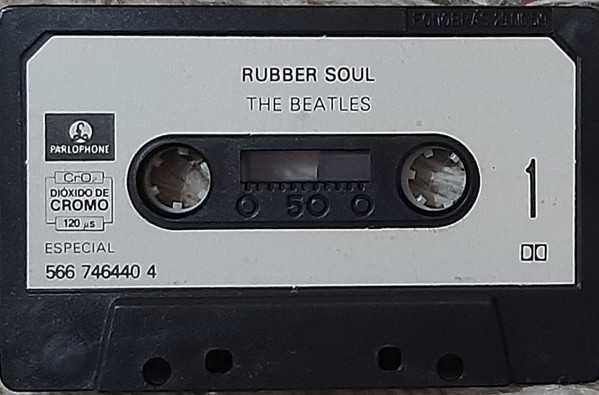 RUBBER SOUL
THE BEATLES
PARLOPHONE
CrO₂
DIÓXIDO DE
CROMO
120 µs
50
1
ESPECIAL
566 746440 4